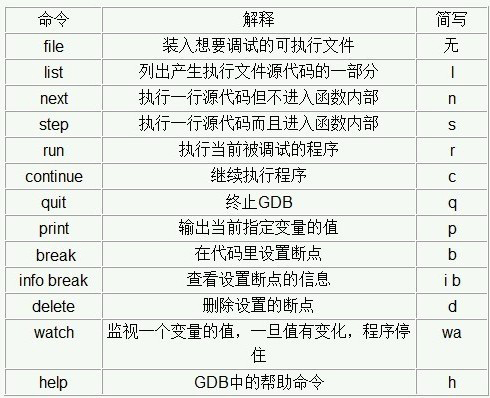 命令 解释 简写
file 装入想要调试的可执行文件 无
list 列出产生执行文件源代码的一部分 l
next 执行一行源代码但不进入函数内部 n
step 执行一行源代码而且进入函数内部 s
run 执行当前被调试的程序 r
continue 继续执行程序 c
quit 终止GDB q
print 输出当前指定变量的值 p
break 在代码里设置断点 b
info break 查看设置断点的信息 i b
delete 删除设置的断点 d
watch 监视一个变量的值，一旦值有变化，程序停 wa
住
help GDB中的帮助命令 h